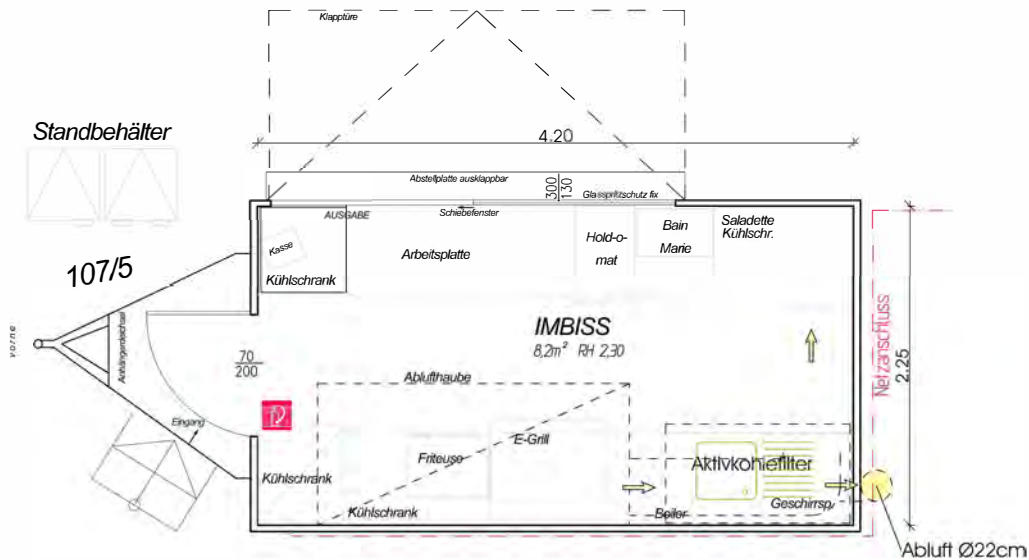 Klapptüre
Standbehälter
4.20
Abstellplatte ausklappbar
300
130
Glasspritzschutz fix
AUSGABE
Schiebefenster
Kasse
Arbeitsplatte
Hold-o-
mat
Bain
Marie
Saladette
Kühlschr.
Kühlschrank
107/5
vorne
Anhängerdeichsel
IMBISS
8,2m² RH 2,30
Netzanschluss
2.25
70
200
Ablufthaube
Eingang
E-Grill
Friteuse
Aktivkohlefilter
Kühlschrank
Kühlschrank
Boiler
Geschirrsp.
Abluft Ø22cm